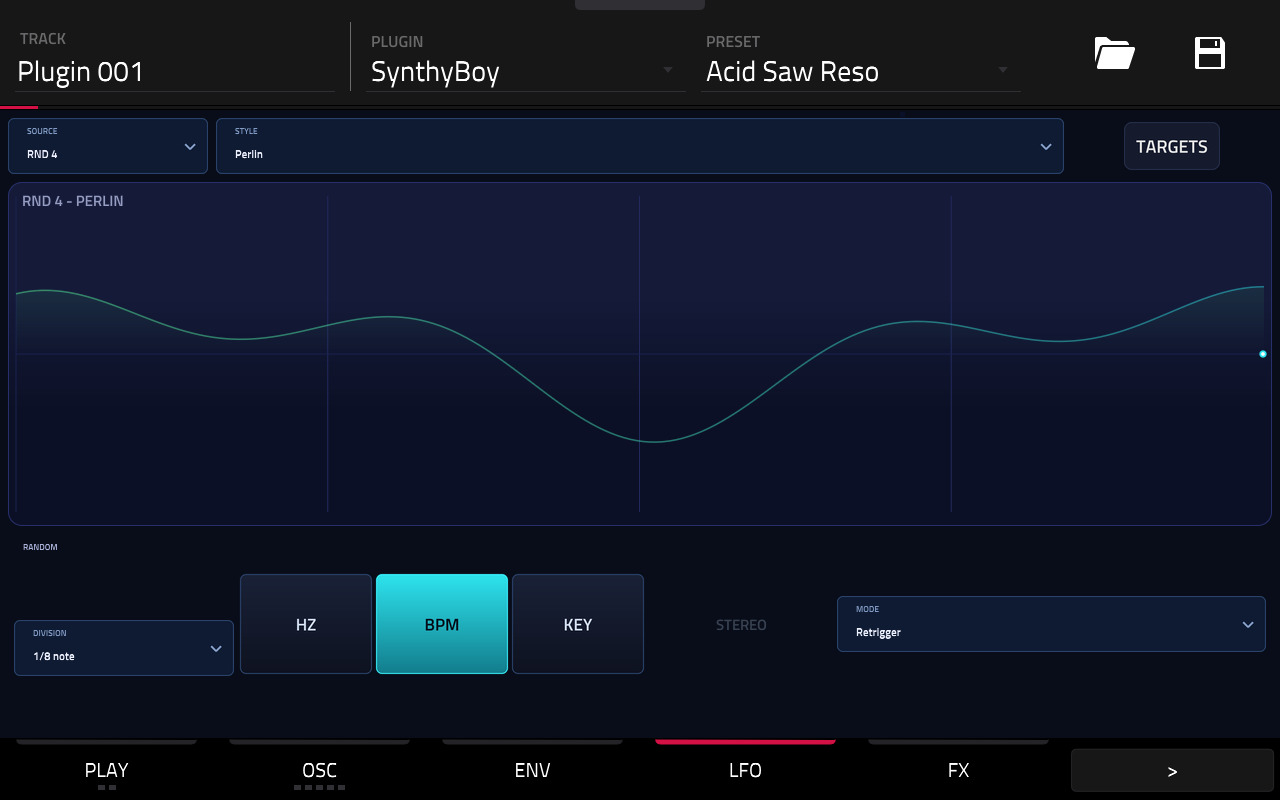 TRACK
Plugin 001
PLUGIN
SynthyBoy
PRESET
Acid Saw Reso
SOURCE
RND 4
STYLE
Perlin
TARGETS
RND 4 - PERLIN
RANDOM
DIVISION
1/8 note
HZ
BPM
KEY
STEREO
MODE
Retrigger
PLAY
OSC
ENV
LFO
FX
>